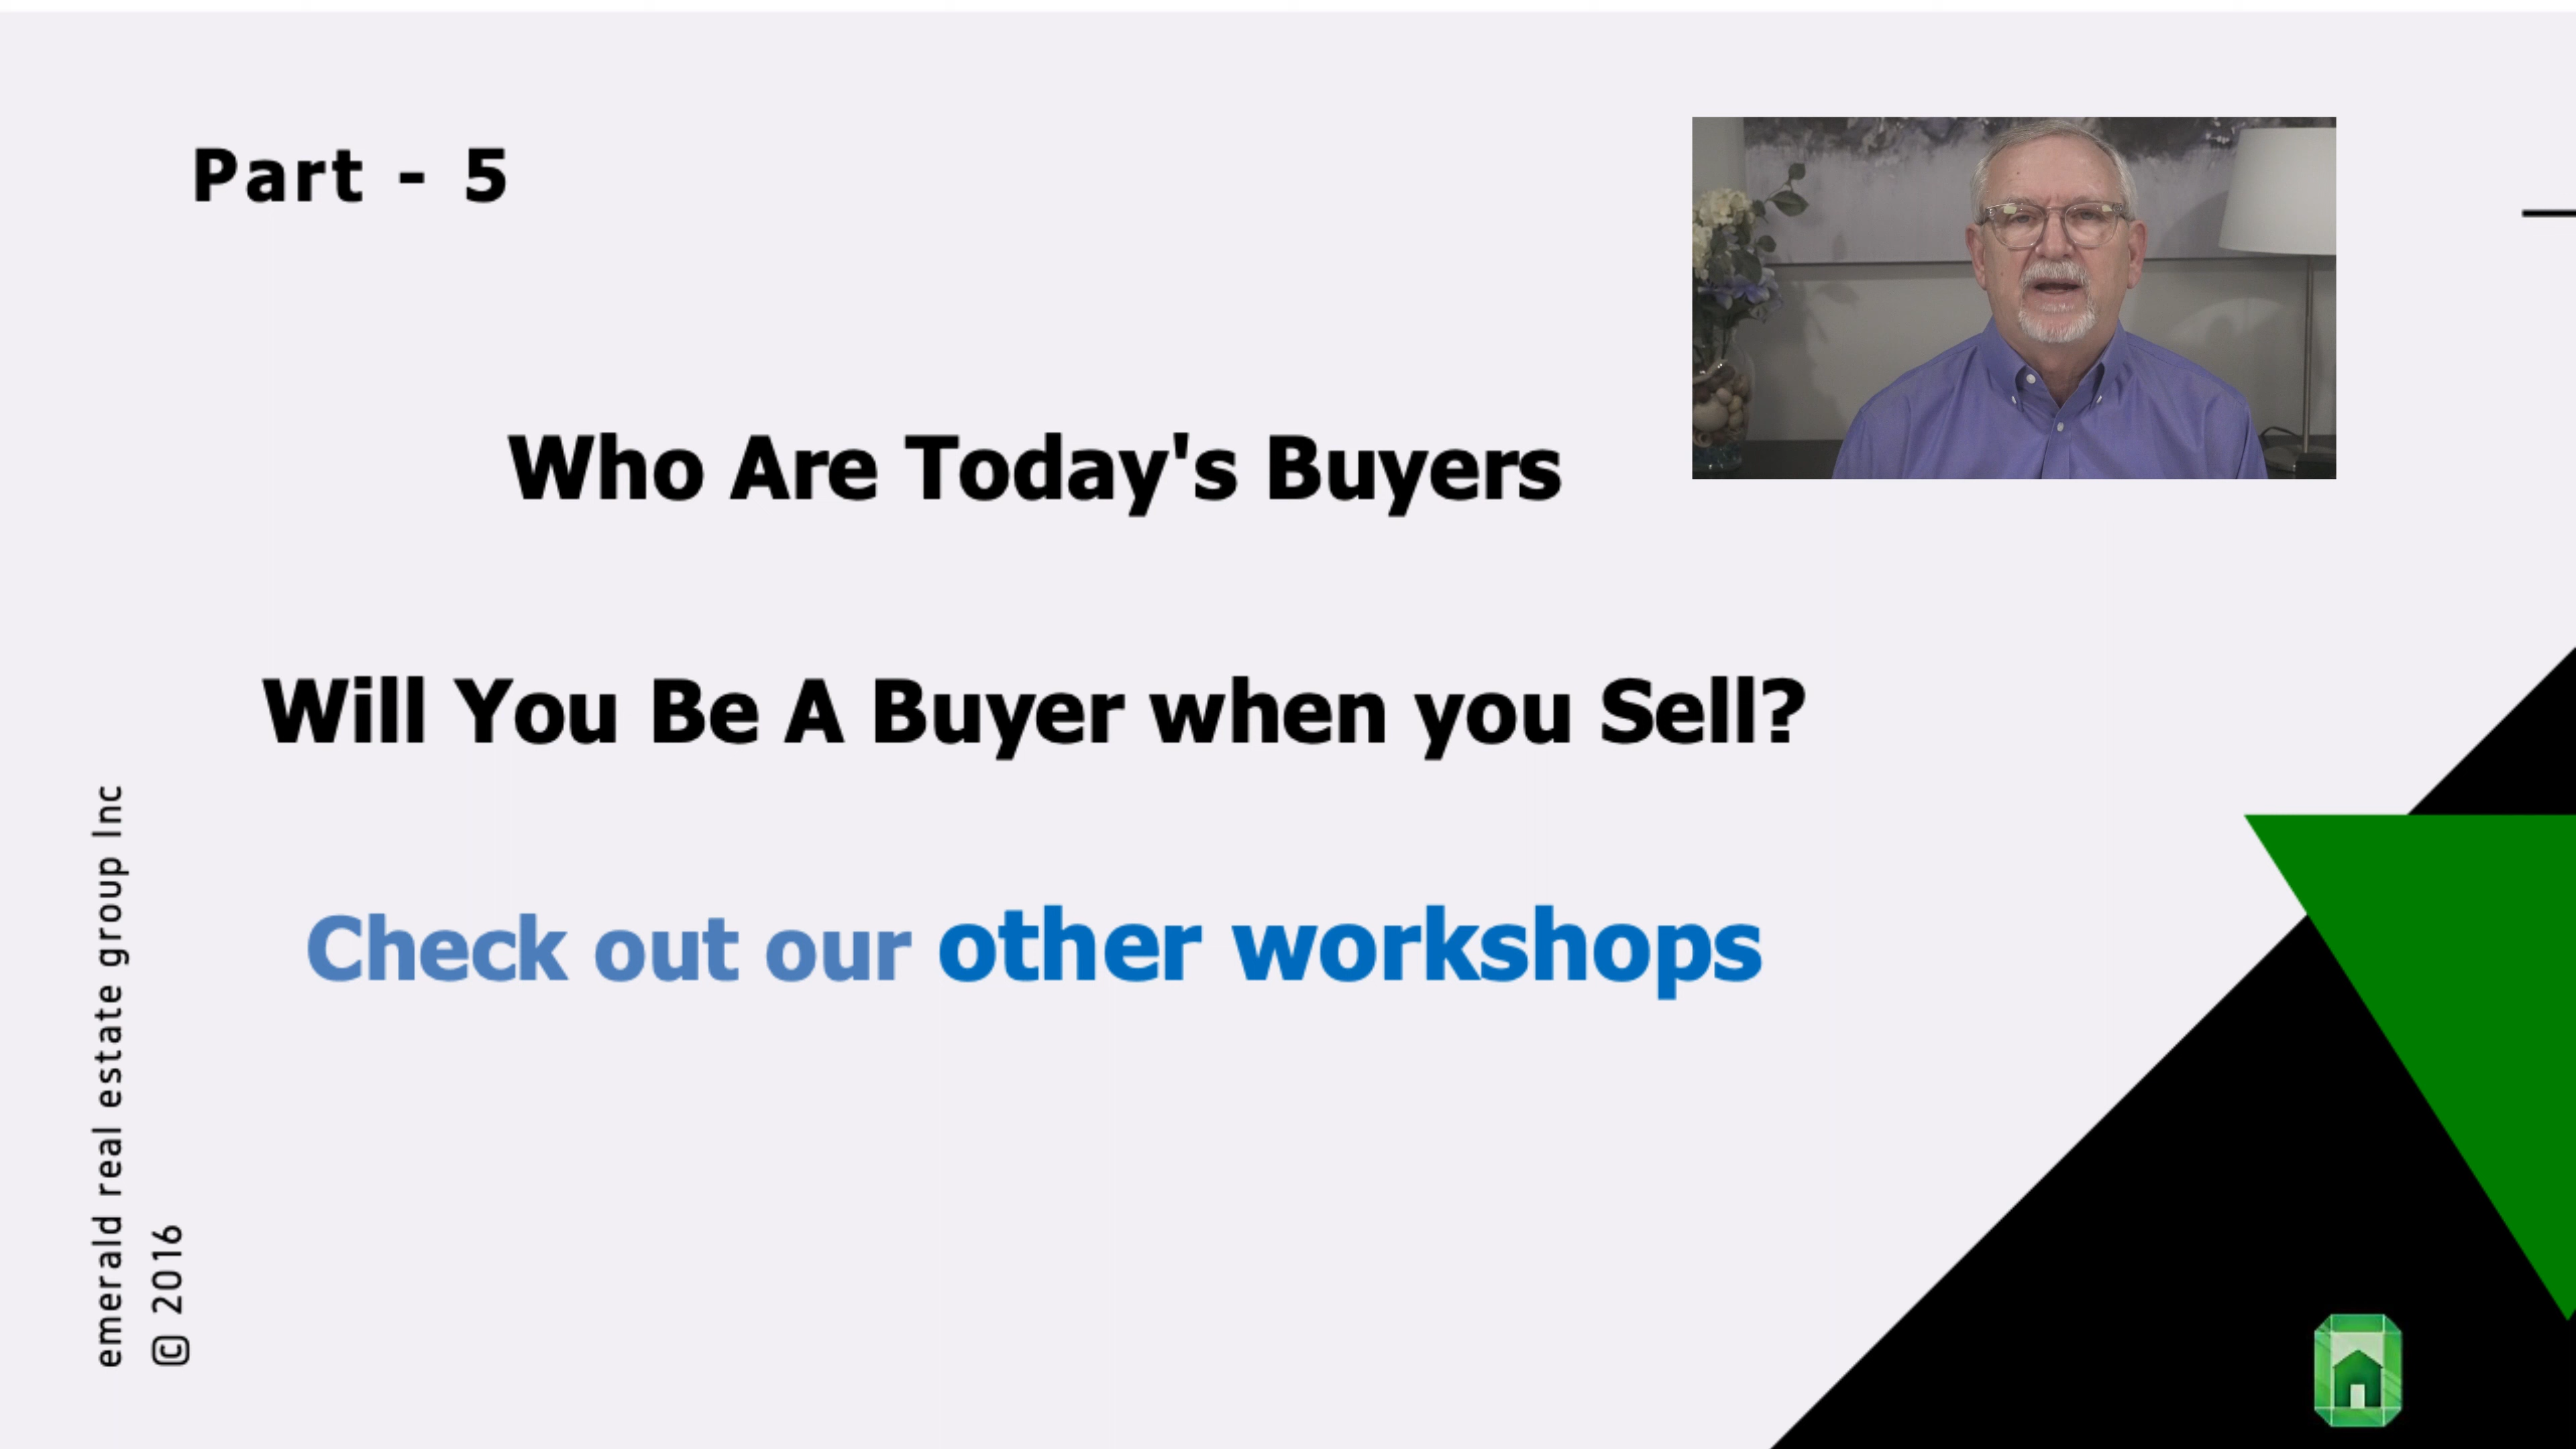 Part - 5
Who Are Today's Buyers
Will You Be A Buyer when you Sell?
Check out our other workshops
emerald real estate group Inc
© 2016